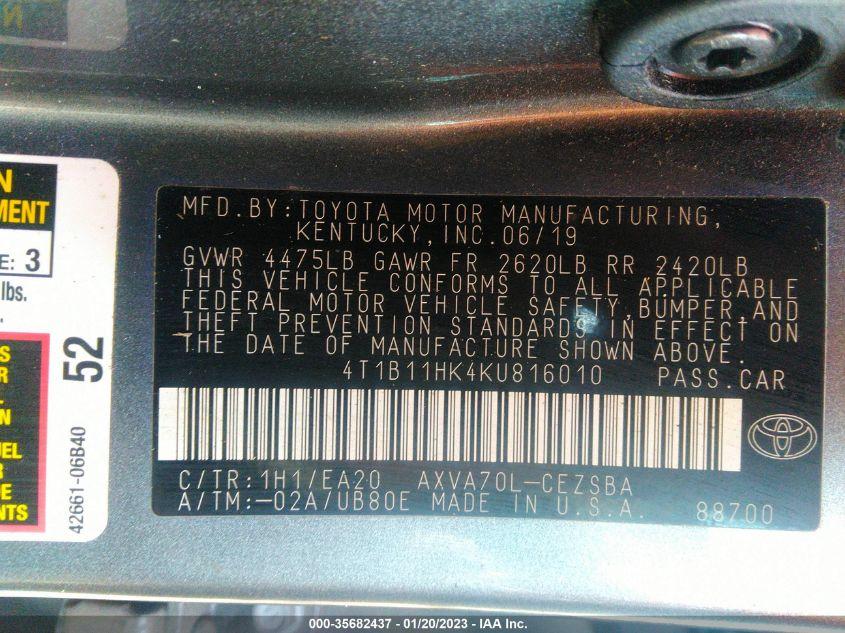 N
MENT
E: 3
lbs.
S
R
L
UEL
R
E
NTS
52
42661-06B40
MFD.BY:TOYOTA MOTOR MANUFACTURING,
KENTUCKY,INC.06/19
GVWR 4475LB GAWR FR 2620LB RR 2420LB
THIS VEHICLE CONFORMS TO ALL APPLICABLE
FEDERAL MOTOR VEHICLE SAFETY,BUMPER,AND
THEFT PREVENTION STANDARDS IN EFFECT ON
THE DATE OF MANUFACTURE SHOWN ABOVE.
4T1B11HK4KU816010 PASS.CAR
C/TR:1H1/EA20 AXVA70L-CEZSBA
A/TM:-02A/UB80E MADE IN U.S.A. 88700
000-35682437 - 01/20/2023 - IAA Inc.